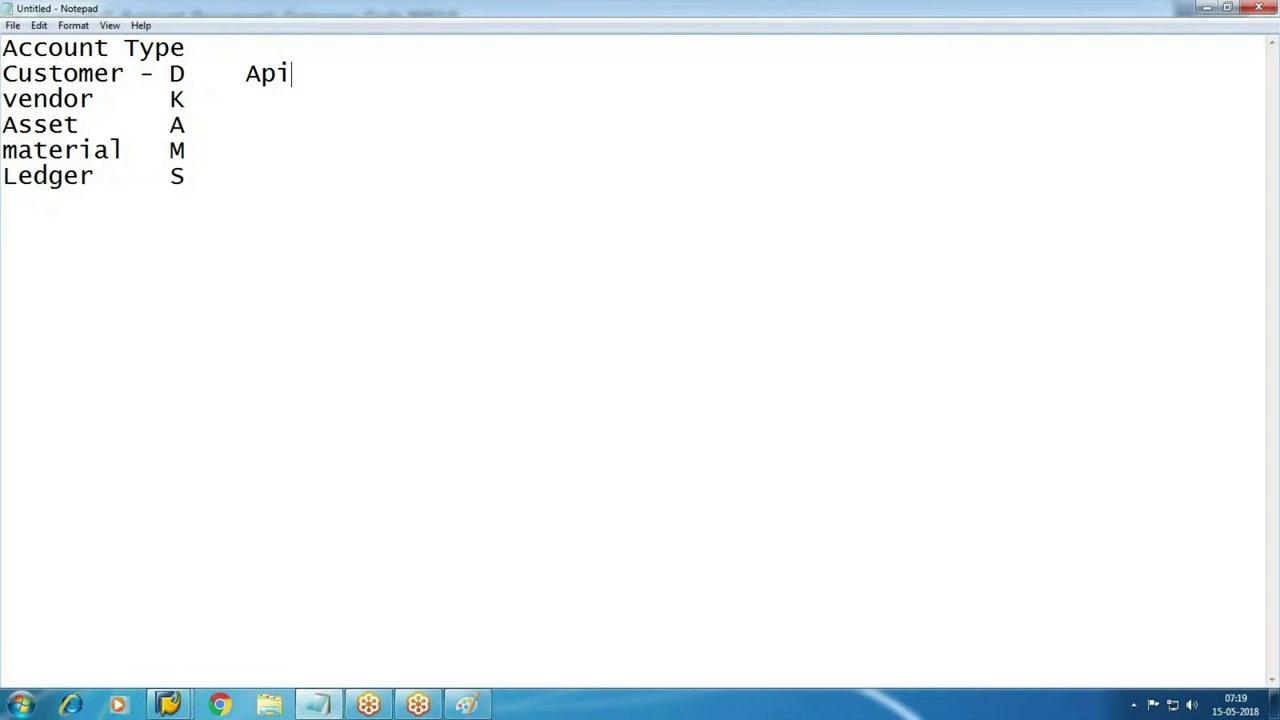 Untitled - Notepad
File Edit Format View Help
Account Type
Customer - D Api
vendor K
Asset A
material M
Ledger S
07:19
15-05-2018